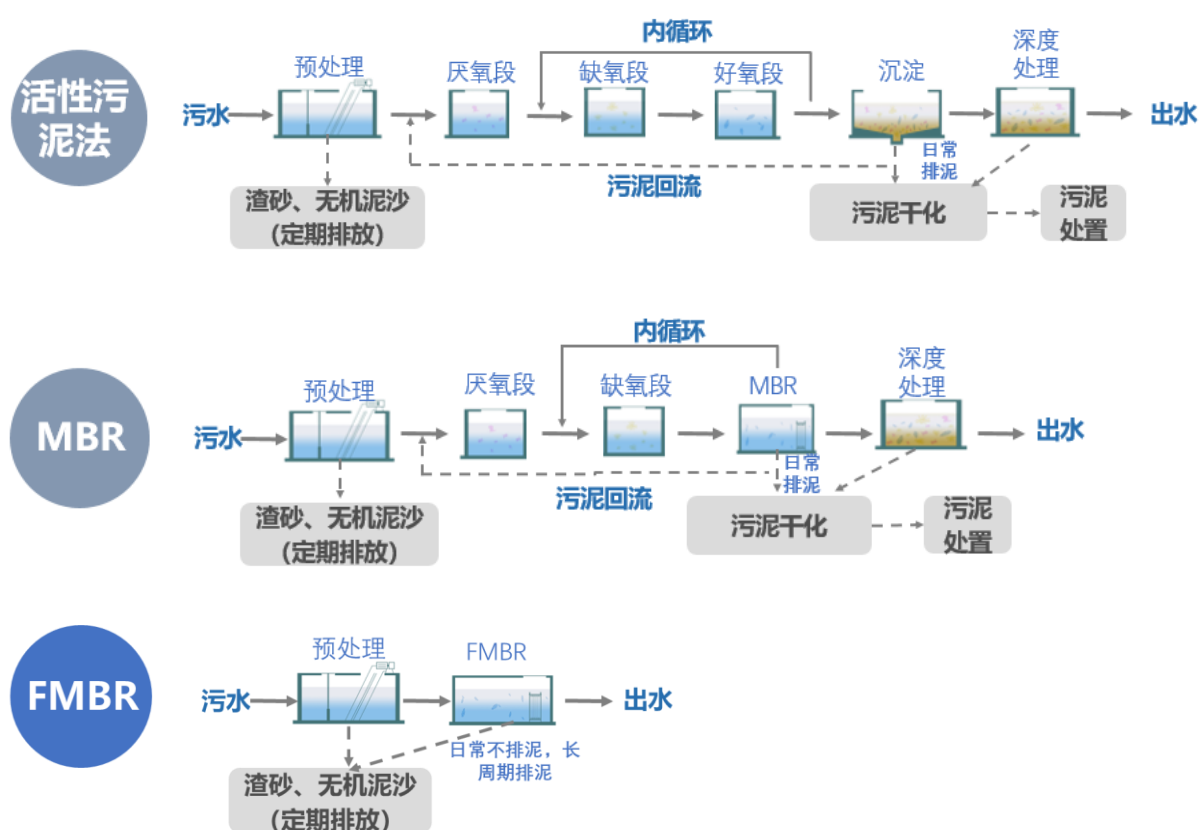 活性污
泥法
污水
预处理
厌氧段
内循环
缺氧段
好氧段
沉淀
深度
处理
出水
日常
排泥
污泥回流
渣砂、无机泥沙
(定期排放)
污泥干化
污泥
处置
MBR
污水
预处理
厌氧段
内循环
缺氧段
MBR
深度
处理
出水
日常
排泥
污泥回流
渣砂、无机泥沙
(定期排放)
污泥干化
污泥
处置
FMBR
污水
预处理
FMBR
出水
日常不排泥，长
周期排泥
渣砂、无机泥沙
(定期排放)